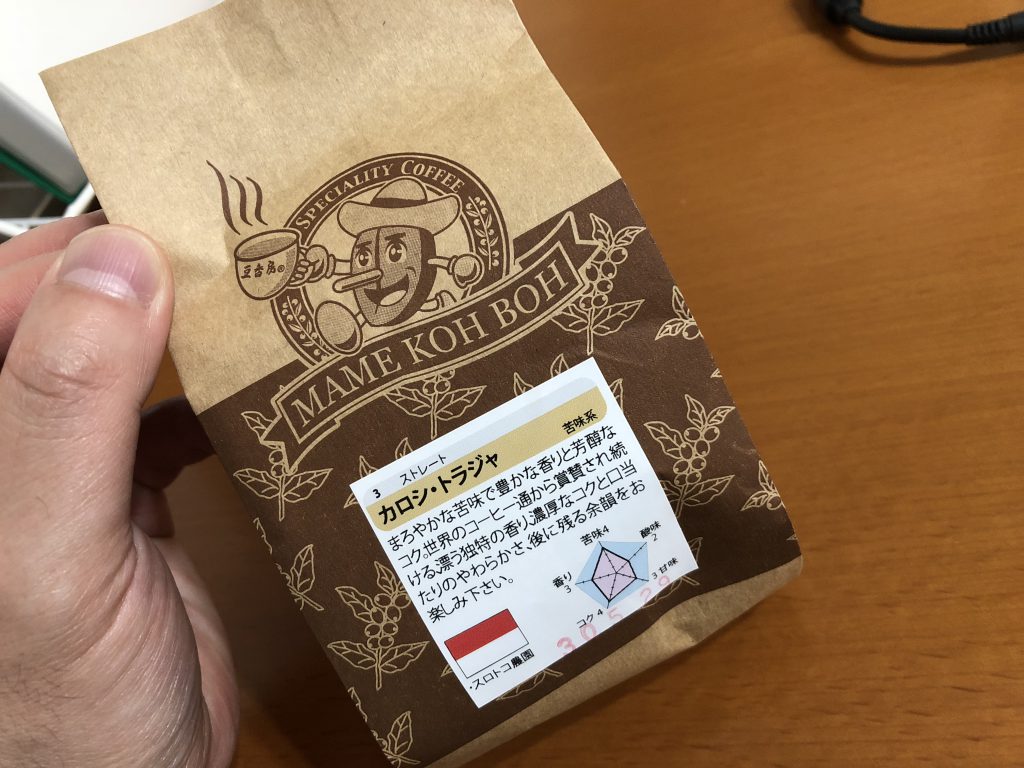 SPECIALITY COFFEE
豆香房®
MAME KOH BOH
3 ストレート
カロシ・トラジャ 苦味系
まろやかな苦味で豊かな香りと芳醇な
コク。世界のコーヒー通から賞賛され、続
ける、漂う独特の香り、濃厚なコクと口当
たりのやわらかさ、後に残る余韻をお
楽しみ下さい。
苦味4
酸味
2
香り
3
3 甘味
コク 4
・スロトコ農園
30 5.29